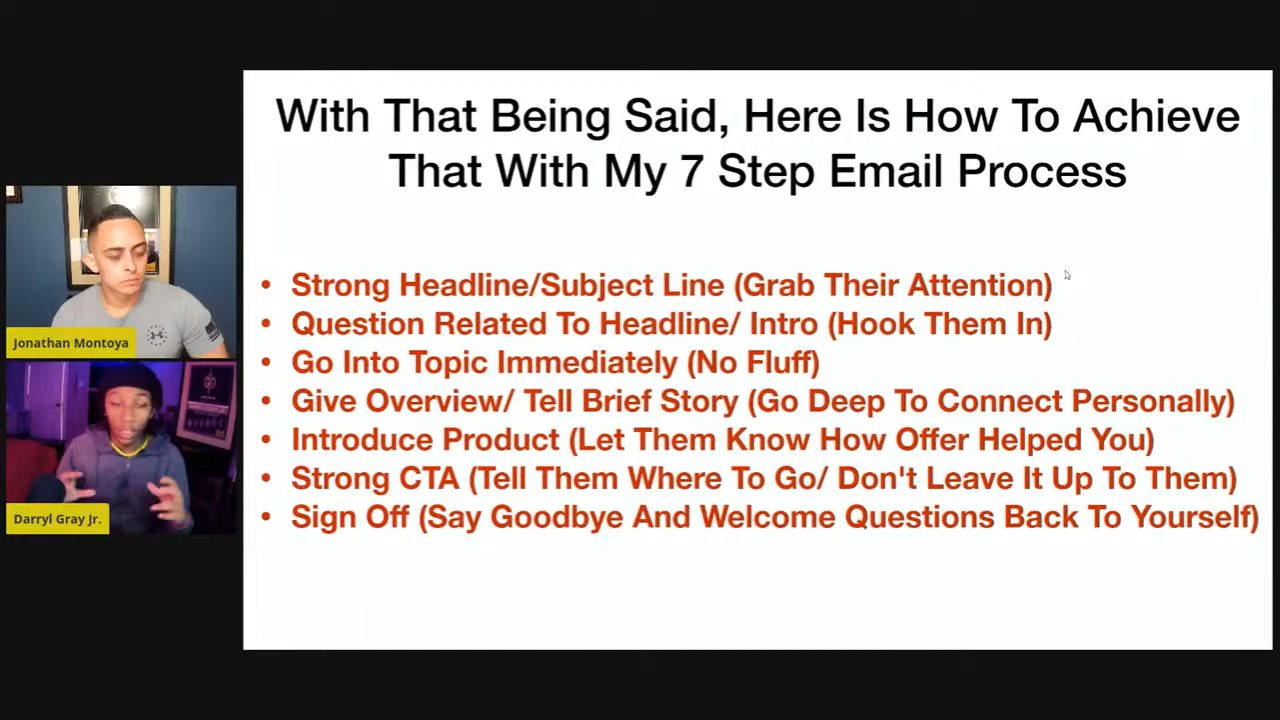 With That Being Said, Here Is How To Achieve
That With My 7 Step Email Process
Jonathan Montoya
Darryl Gray Jr.
• Strong Headline/Subject Line (Grab Their Attention)
• Question Related To Headline/ Intro (Hook Them In)
• Go Into Topic Immediately (No Fluff)
• Give Overview/ Tell Brief Story (Go Deep To Connect Personally)
• Introduce Product (Let Them Know How Offer Helped You)
• Strong CTA (Tell Them Where To Go/ Don't Leave It Up To Them)
• Sign Off (Say Goodbye And Welcome Questions Back To Yourself)